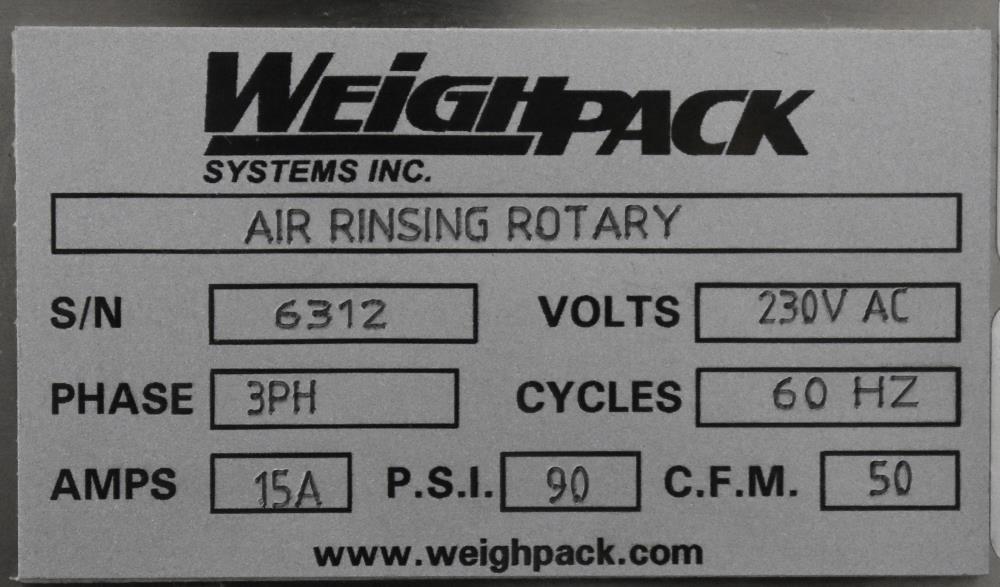 WEIGHPACK
SYSTEMS INC.
AIR RINSING ROTARY
S/N 6312 VOLTS 230V AC
PHASE 3PH CYCLES 60 HZ
AMPS 15A P.S.I. 90 C.F.M. 50
www.weighpack.com